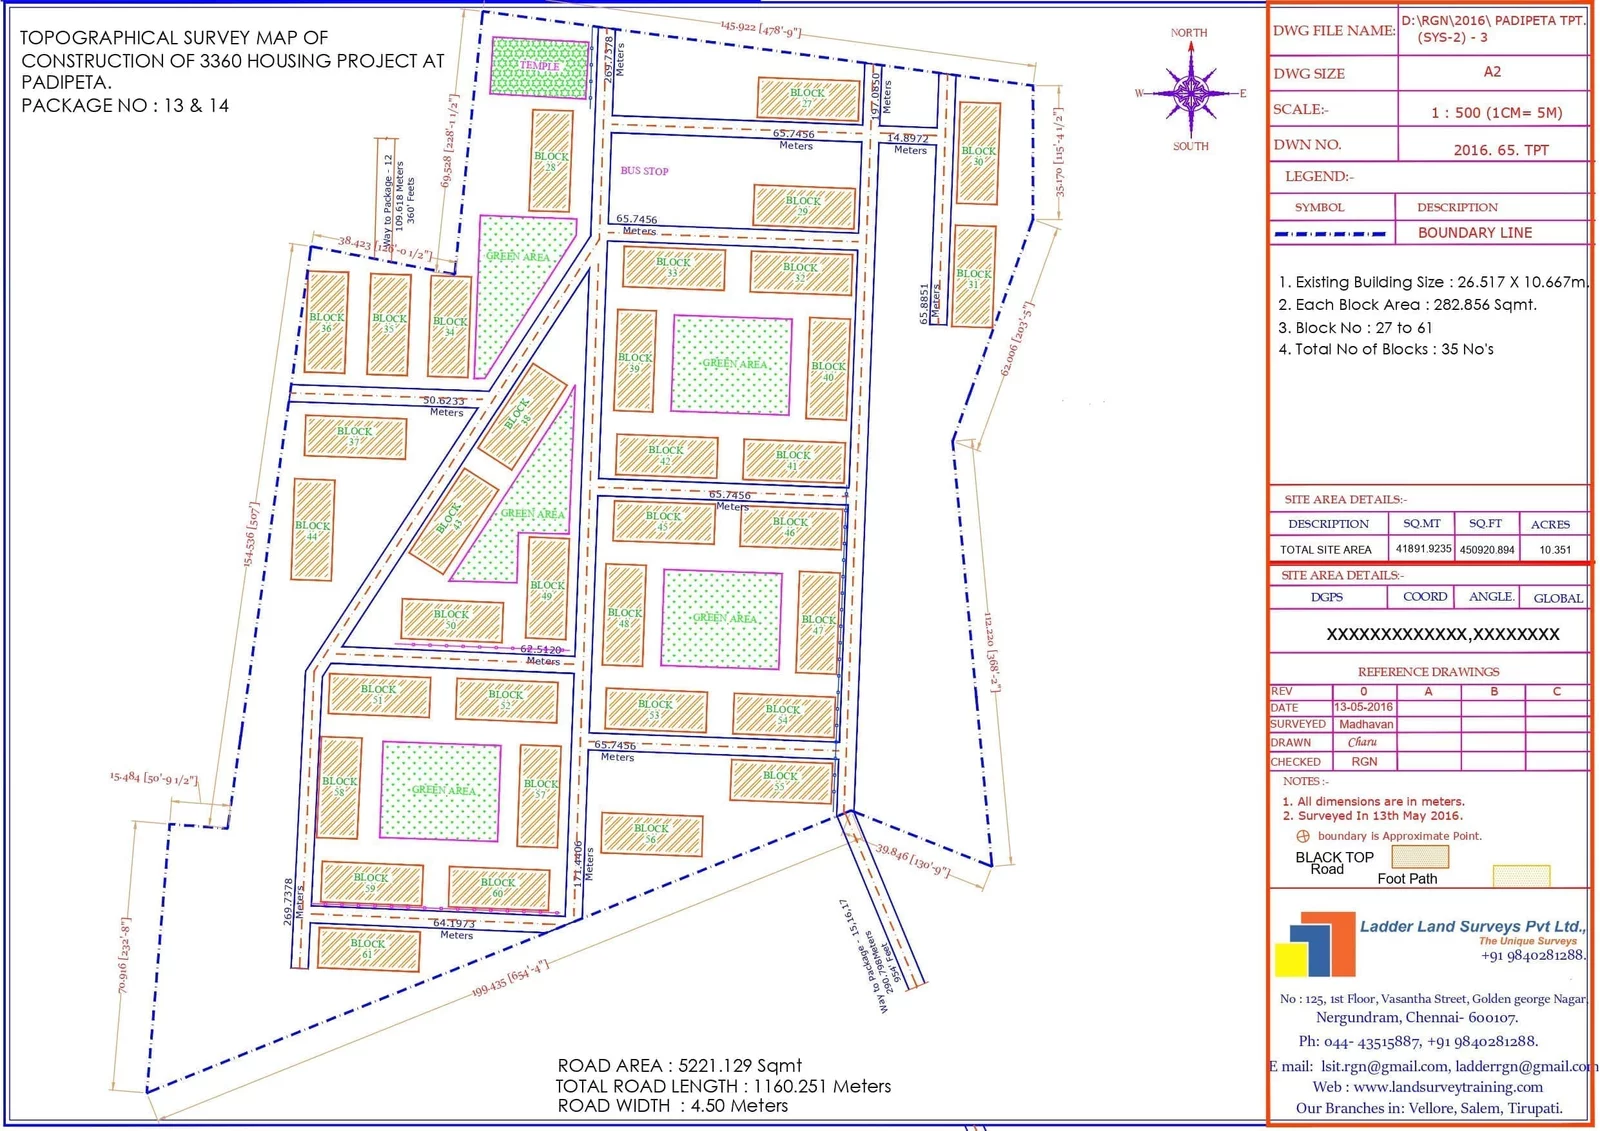 TOPOGRAPHICAL SURVEY MAP OF
CONSTRUCTION OF 3360 HOUSING PROJECT AT
PADIPETA.
PACKAGE NO : 13 & 14
145.922 [478'-9"]
NORTH
W
E
SOUTH
TEMPLE
269.7378
Meters
BLOCK
27
197.0850
Meters
65.7456
Meters
14.8972
Meters
BLOCK
28
BUS STOP
BLOCK
29
BLOCK
30
35.170 [115'-4 1/2"]
69.528 [228'-1 1/2"]
Way to Package - 12
109.618 Meters
360' Feets
38.423 [126'-0 1/2"]
65.7456
Meters
GREEN AREA
BLOCK
33
BLOCK
32
BLOCK
31
65.8851
Meters
62.006 [203'-5"]
BLOCK
36
BLOCK
35
BLOCK
34
BLOCK
39
GREEN AREA
BLOCK
40
50.6233
Meters
BLOCK
38
BLOCK
37
BLOCK
42
BLOCK
41
65.7456
Meters
BLOCK
44
BLOCK
43
GREEN AREA
BLOCK
45
BLOCK
46
154.536 [507']
BLOCK
49
BLOCK
50
BLOCK
48
GREEN AREA
BLOCK
47
62.5120
Meters
112.220 [368'-2"]
BLOCK
51
BLOCK
52
BLOCK
53
BLOCK
54
65.7456
Meters
15.484 [50'-9 1/2"]
BLOCK
58
GREEN AREA
BLOCK
57
BLOCK
55
BLOCK
56
171.4406
Meters
39.846 [130'-9"]
BLOCK
59
BLOCK
60
269.7378
Meters
64.1973
Meters
BLOCK
61
70.916 [232'-8"]
199.435 [654'-4"]
Way to Package - 15,16,17
290.798Meters
954' Feet
ROAD AREA : 5221.129 Sqmt
TOTAL ROAD LENGTH : 1160.251 Meters
ROAD WIDTH : 4.50 Meters
DWG FILE NAME: D:\RGN\2016\ PADIPETA TPT.
(SYS-2) - 3
DWG SIZE A2
SCALE:- 1 : 500 (1CM= 5M)
DWN NO. 2016. 65. TPT
LEGEND:-
SYMBOL DESCRIPTION
BOUNDARY LINE
1. Existing Building Size : 26.517 X 10.667m.
2. Each Block Area : 282.856 Sqmt.
3. Block No : 27 to 61
4. Total No of Blocks : 35 No's
SITE AREA DETAILS:-
DESCRIPTION SQ.MT SQ.FT ACRES
TOTAL SITE AREA 41891.9235 450920.894 10.351
SITE AREA DETAILS:-
DGPS COORD ANGLE. GLOBAL
XXXXXXXXXXXXX,XXXXXXXX
REFERENCE DRAWINGS
REV 0 A B C
DATE 13-05-2016
SURVEYED Madhavan
DRAWN Charu
CHECKED RGN
NOTES :-
1. All dimensions are in meters.
2. Surveyed In 13th May 2016.
boundary is Approximate Point.
BLACK TOP
Road
Foot Path
Ladder Land Surveys Pvt Ltd.,
The Unique Surveys
+91 9840281288.
No : 125, 1st Floor, Vasantha Street, Golden george Nagar,
Nergundram, Chennai- 600107.
Ph: 044- 43515887, +91 9840281288.
E mail: lsit.rgn@gmail.com, ladderrgn@gmail.com
Web : www.landsurveytraining.com
Our Branches in: Vellore, Salem, Tirupati.